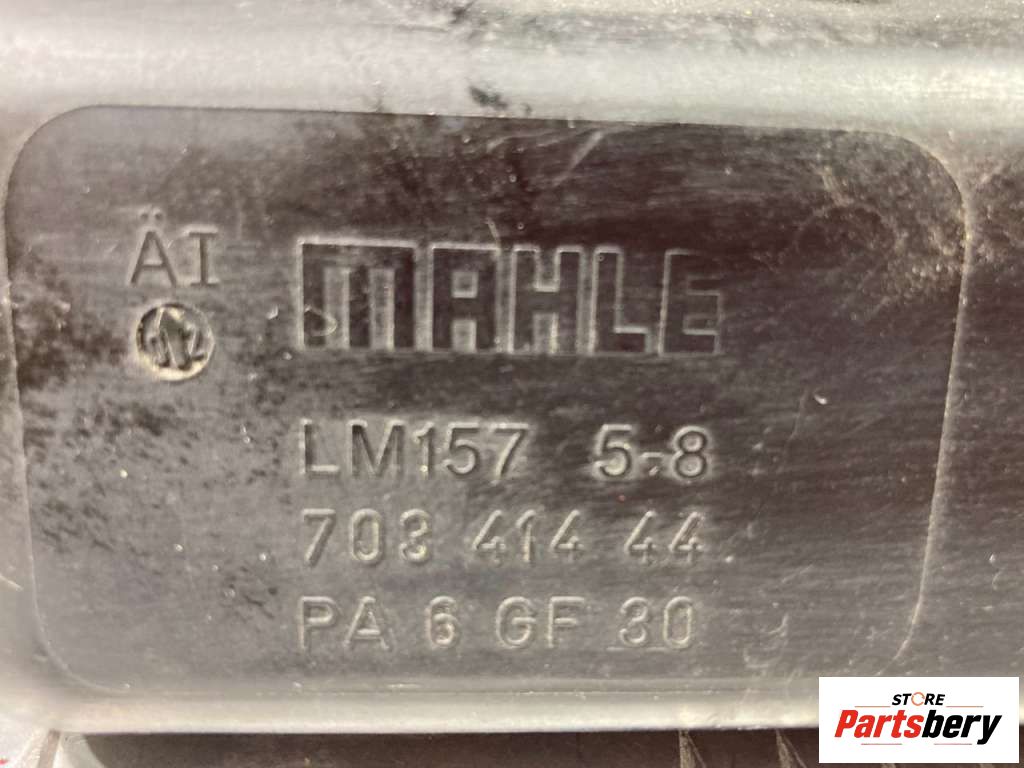 ÄI
MAHLE
LM157 5-8
703 414 44
PA 6 GF 30
STORE
Partsbery